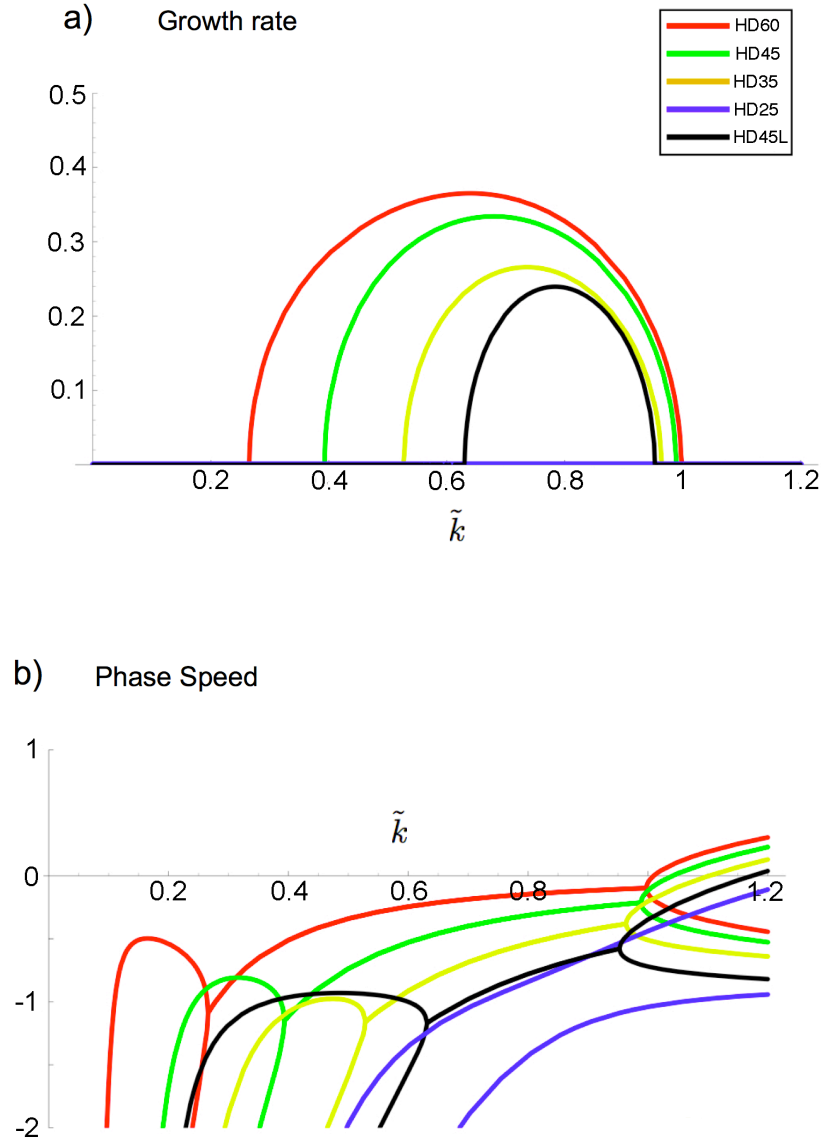 a) Growth rate
HD60
HD45
HD35
HD25
HD45L
0.5
0.4
0.3
0.2
0.1
0.2 0.4 0.6 0.8 1 1.2
k̃
b) Phase Speed
1
k̃
0
0.2 0.4 0.6 0.8 1.2
-1
-2